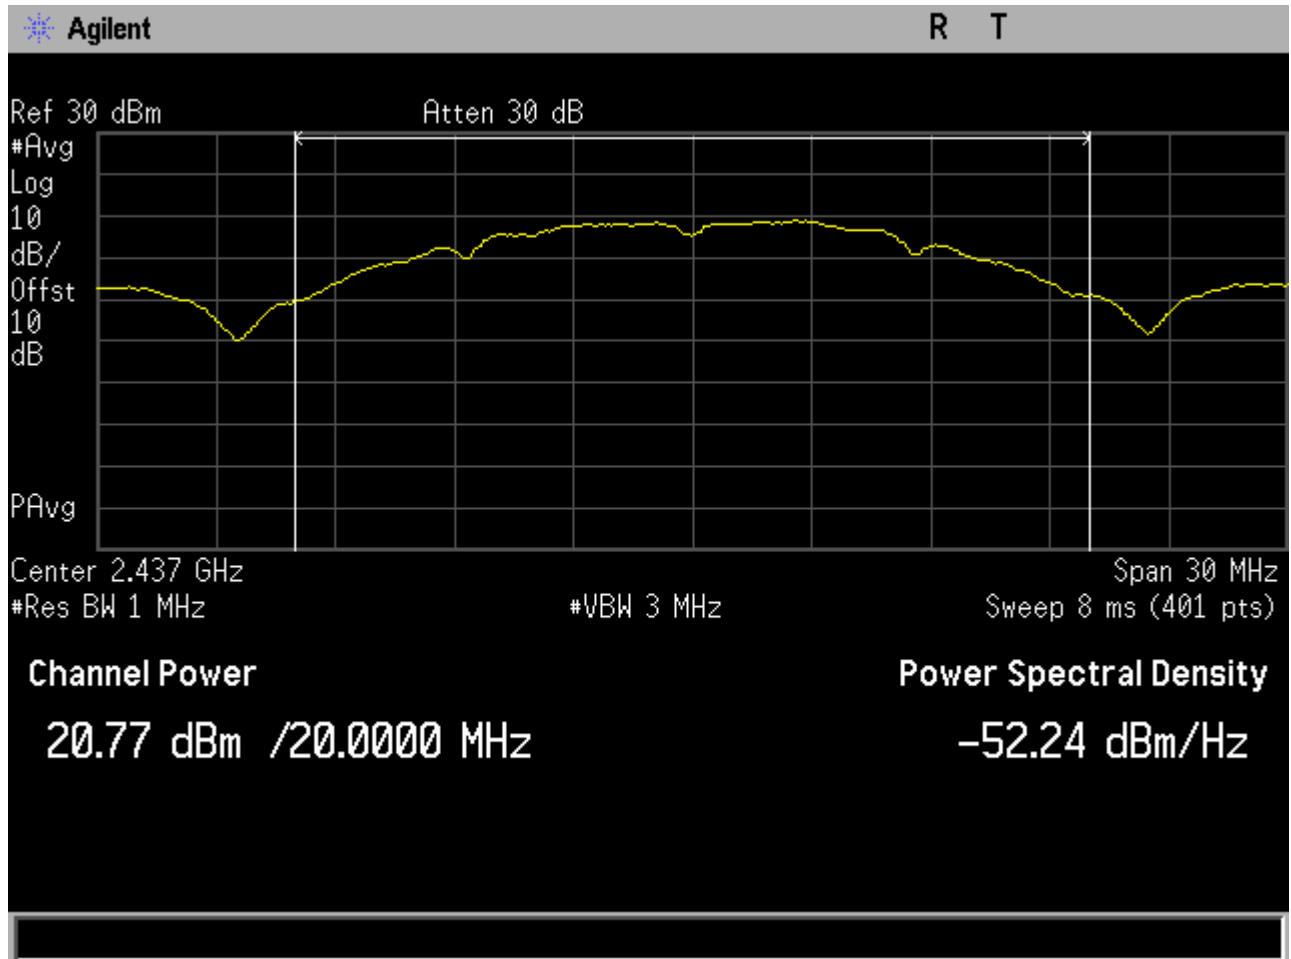 Agilent R T
Ref 30 dBm Atten 30 dB
#Avg
Log
10
dB/
Offst
10
dB
PAvg
Center 2.437 GHz Span 30 MHz
#Res BW 1 MHz #VBW 3 MHz Sweep 8 ms (401 pts)
Channel Power Power Spectral Density
20.77 dBm /20.0000 MHz -52.24 dBm/Hz